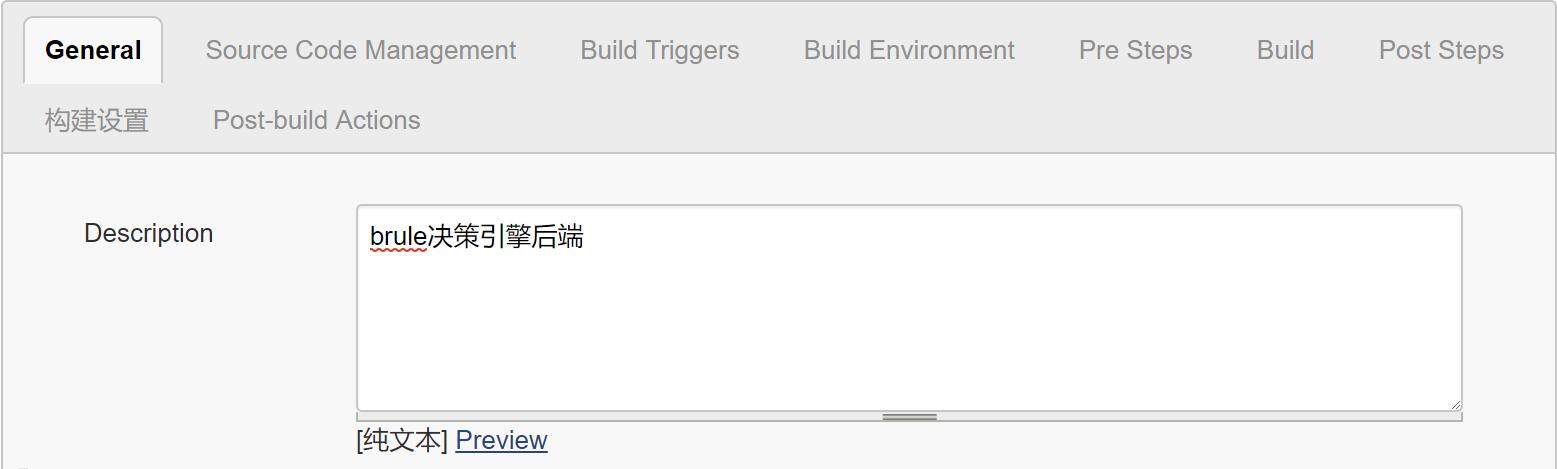 General Source Code Management Build Triggers Build Environment Pre Steps Build Post Steps
构建设置 Post-build Actions
Description
brule决策引擎后端
[纯文本] Preview